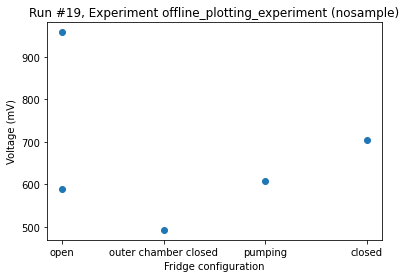 Run #19, Experiment offline_plotting_experiment (nosample)
900
800
700
600
500
Voltage (mV)
open
outer chamber closed
pumping
closed
Fridge configuration